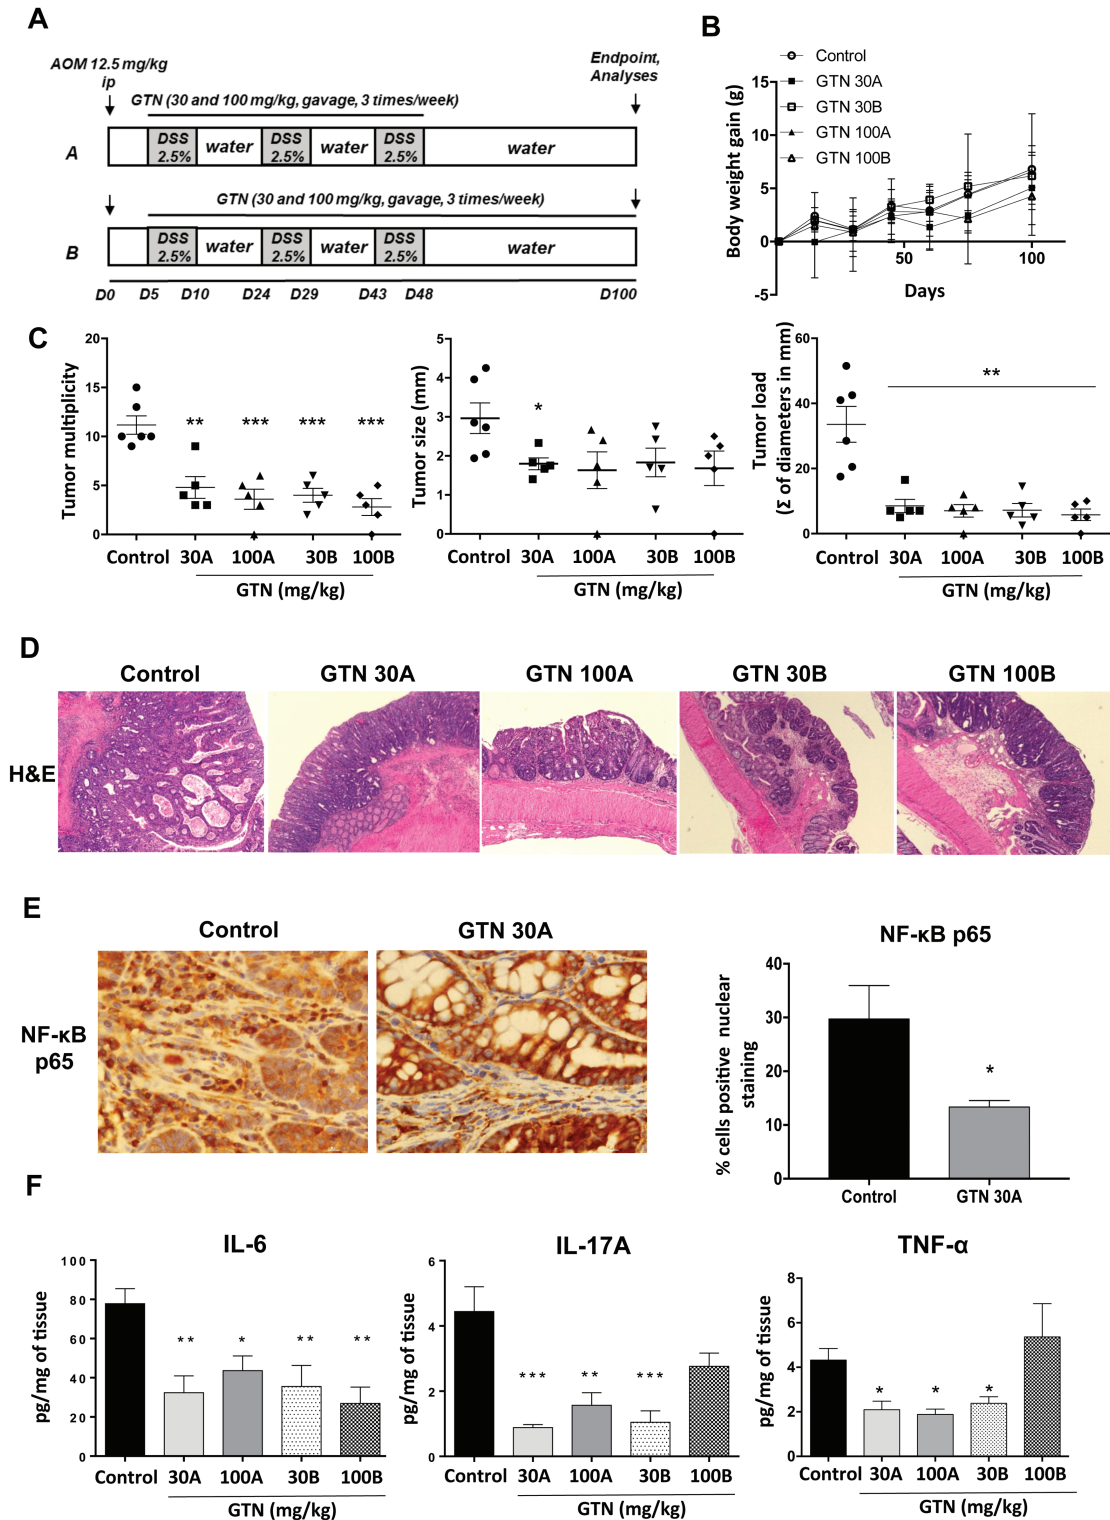 A
AOM 12.5 mg/kg
ip
Endpoint,
Analyses
GTN (30 and 100 mg/kg, gavage, 3 times/week)
A
DSS
2.5%
water
DSS
2.5%
water
DSS
2.5%
water
GTN (30 and 100 mg/kg, gavage, 3 times/week)
B
DSS
2.5%
water
DSS
2.5%
water
DSS
2.5%
water
D0 D5 D10 D24 D29 D43 D48 D100
B
Control
GTN 30A
GTN 30B
GTN 100A
GTN 100B
Body weight gain (g)
15
10
5
0
-5
50 100
Days
C
Tumor multiplicity
20
15
10
5
0
** *** *** ***
Control 30A 100A 30B 100B
GTN (mg/kg)
Tumor size (mm)
5
4
3
2
1
0
*
Control 30A 100A 30B 100B
GTN (mg/kg)
Tumor load
(Σ of diameters in mm)
60
40
20
0
**
Control 30A 100A 30B 100B
GTN (mg/kg)
D
Control GTN 30A GTN 100A GTN 30B GTN 100B
H&E
E
Control GTN 30A
NF-κB
p65
NF-κB p65
% cells positive nuclear
staining
40
30
20
10
0
*
Control GTN 30A
F
IL-6
pg/mg of tissue
100
80
60
40
20
0
** * ** **
Control 30A 100A 30B 100B
GTN (mg/kg)
IL-17A
pg/mg of tissue
6
4
2
0
*** ** ***
Control 30A 100A 30B 100B
GTN (mg/kg)
TNF-α
pg/mg of tissue
8
6
4
2
0
* * *
Control 30A 100A 30B 100B
GTN (mg/kg)